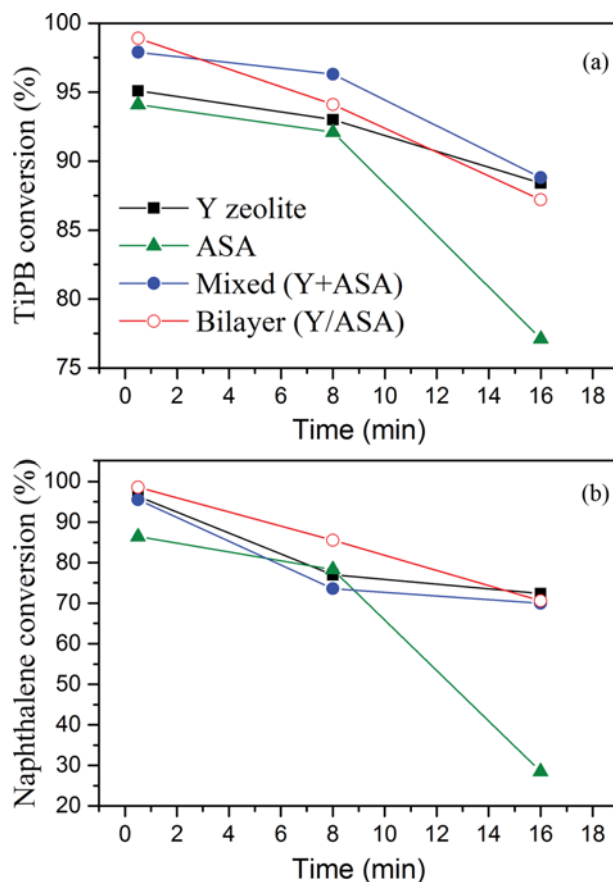 TiPB conversion (%)
100
95
90
85
80
75
(a)
Y zeolite
ASA
Mixed (Y+ASA)
Bilayer (Y/ASA)
0 2 4 6 8 10 12 14 16 18
Time (min)
Naphthalene conversion (%)
100
90
80
70
60
50
40
30
20
(b)
0 2 4 6 8 10 12 14 16 18
Time (min)